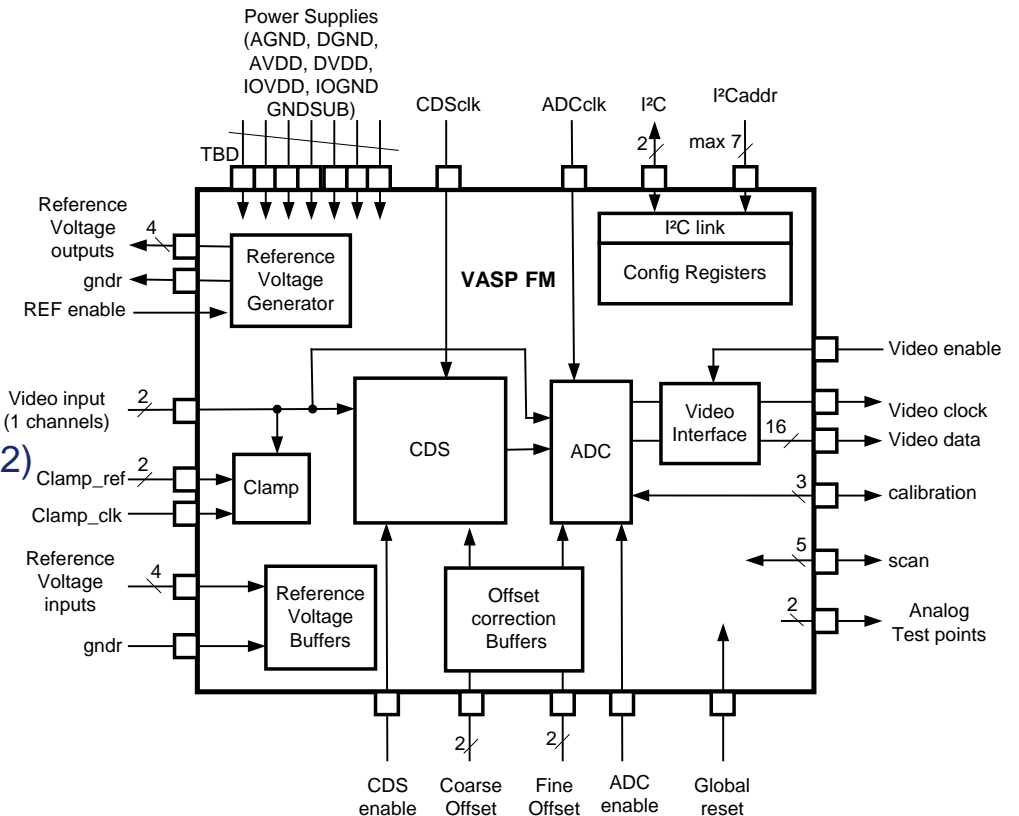 Power Supplies
(AGND, DGND,
AVDD, DVDD,
IOVDD, IOGND
GNDSUB)
TBD
CDSclk
ADCclk
I²C
2
I²Caddr
max 7
Reference
Voltage
outputs
4
gndr
REF enable
Reference
Voltage
Generator
VASP FM
I²C link
Config Registers
Video enable
Video input
(1 channels)
2
CDS
ADC
Video
Interface
16
Video clock
Video data
2)
Clamp_ref
2
Clamp_clk
Clamp
3
calibration
Reference
Voltage
inputs
4
gndr
Reference
Voltage
Buffers
Offset
correction
Buffers
5
scan
2
Analog
Test points
2
2
CDS
enable
Coarse
Offset
Fine
Offset
ADC
enable
Global
reset